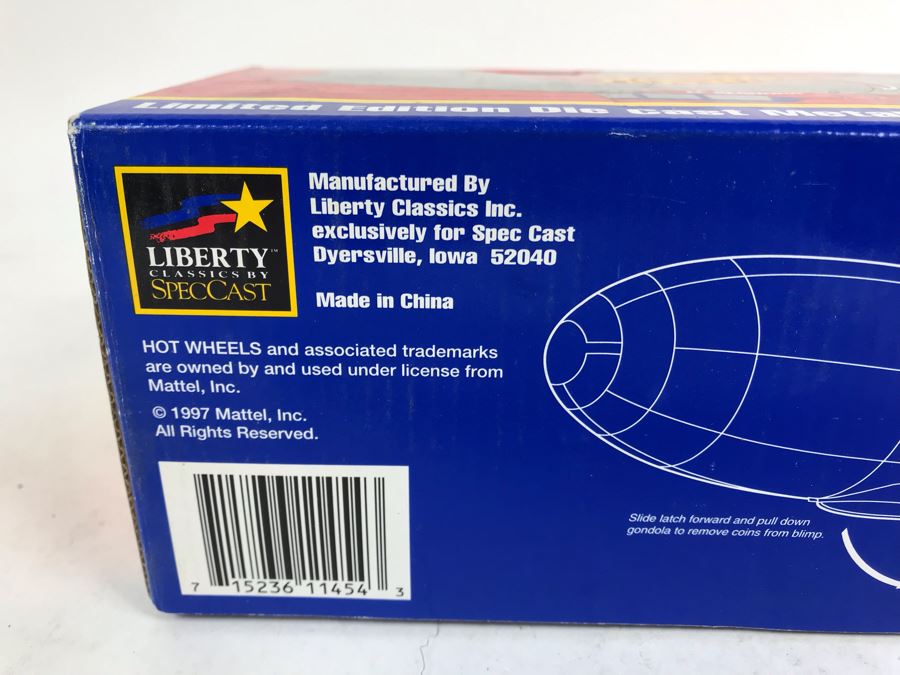 Limited Edition Die Cast Metal
LIBERTY™
CLASSICS BY
SPECCAST
Manufactured By
Liberty Classics Inc.
exclusively for Spec Cast
Dyersville, Iowa 52040
Made in China
HOT WHEELS and associated trademarks
are owned by and used under license from
Mattel, Inc.
© 1997 Mattel, Inc.
All Rights Reserved.
7 15236 11454 3
Slide latch forward and pull down
gondola to remove coins from blimp.